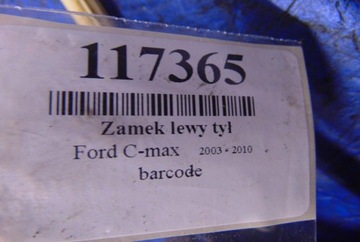 117365
Zamek lewy tył
Ford C-max 2003 - 2010
barcode